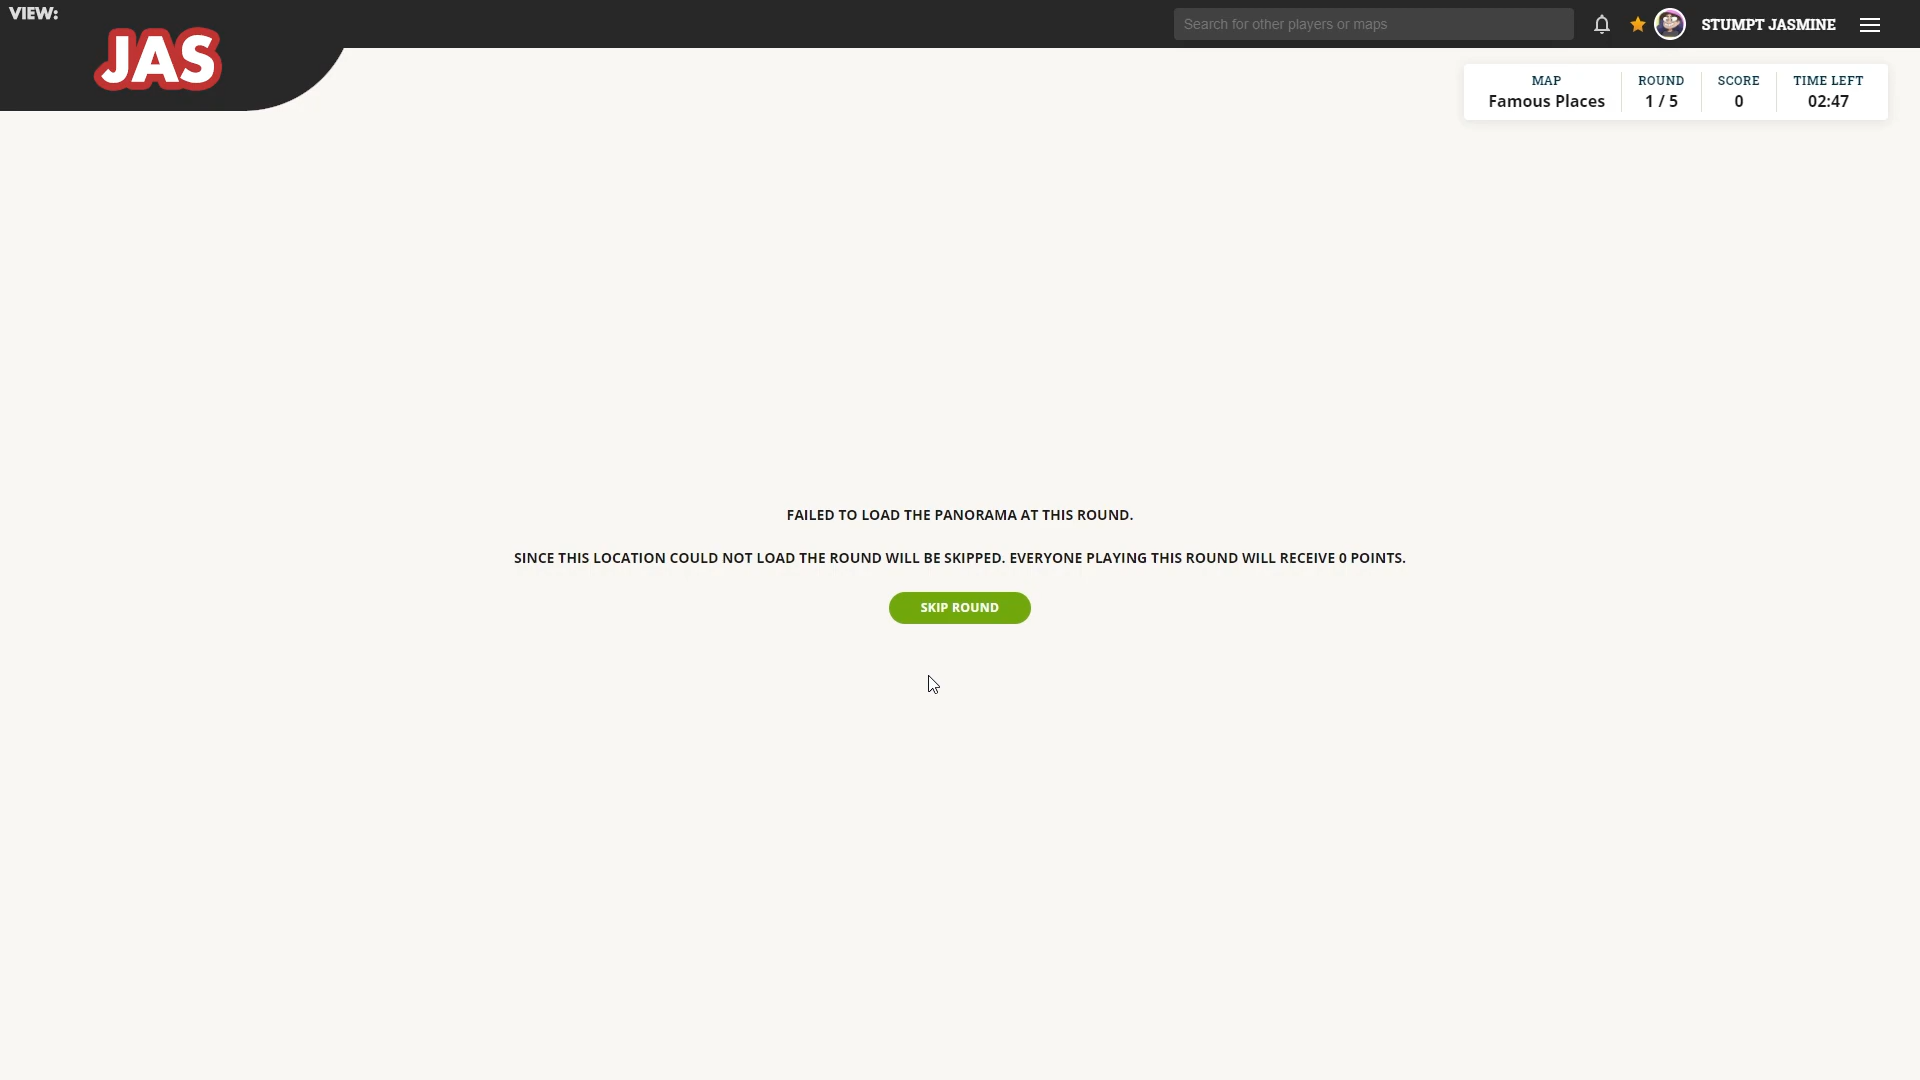 VIEW:
JAS
Search for other players or maps
STUMPT JASMINE
MAP
Famous Places
ROUND
1 / 5
SCORE
0
TIME LEFT
02:47
FAILED TO LOAD THE PANORAMA AT THIS ROUND.
SINCE THIS LOCATION COULD NOT LOAD THE ROUND WILL BE SKIPPED. EVERYONE PLAYING THIS ROUND WILL RECEIVE 0 POINTS.
SKIP ROUND